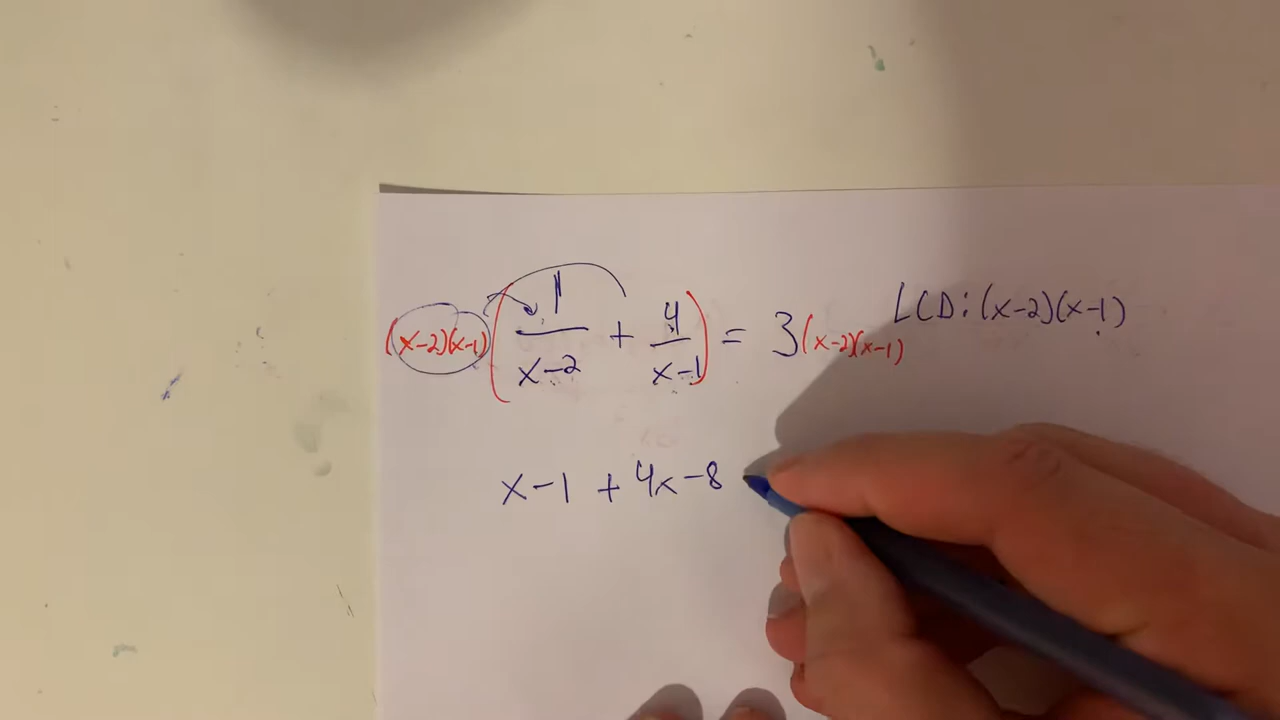 (x-2)(x-1) ( 1/(x-2) + 4/(x-1) ) = 3(x-2)(x-1)
LCD: (x-2)(x-1)
x-1 + 4x-8